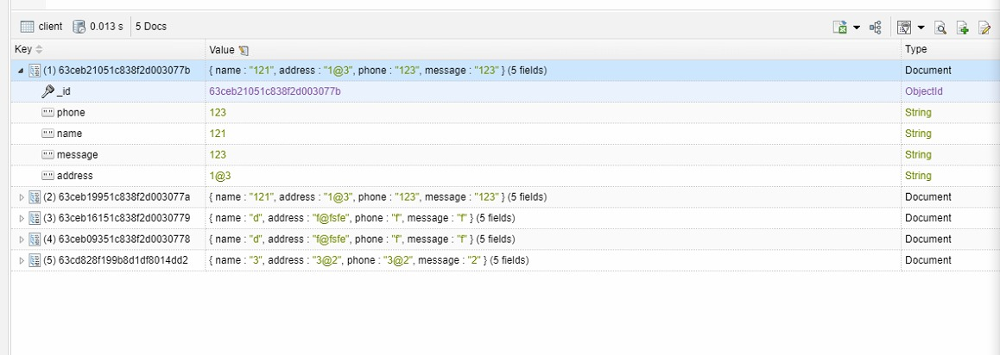 client 0.013 s 5 Docs
Key Value Type
(1) 63ceb21051c838f2d003077b { name : "121", address : "1@3", phone : "123", message : "123" } (5 fields) Document
_id 63ceb21051c838f2d003077b ObjectId
phone 123 String
name 121 String
message 123 String
address 1@3 String
(2) 63ceb19951c838f2d003077a { name : "121", address : "1@3", phone : "123", message : "123" } (5 fields) Document
(3) 63ceb16151c838f2d0030779 { name : "d", address : "f@fsfe", phone : "f", message : "f" } (5 fields) Document
(4) 63ceb09351c838f2d0030778 { name : "d", address : "f@fsfe", phone : "f", message : "f" } (5 fields) Document
(5) 63cd828f199b8d1df8014dd2 { name : "3", address : "3@2", phone : "3@2", message : "2" } (5 fields) Document